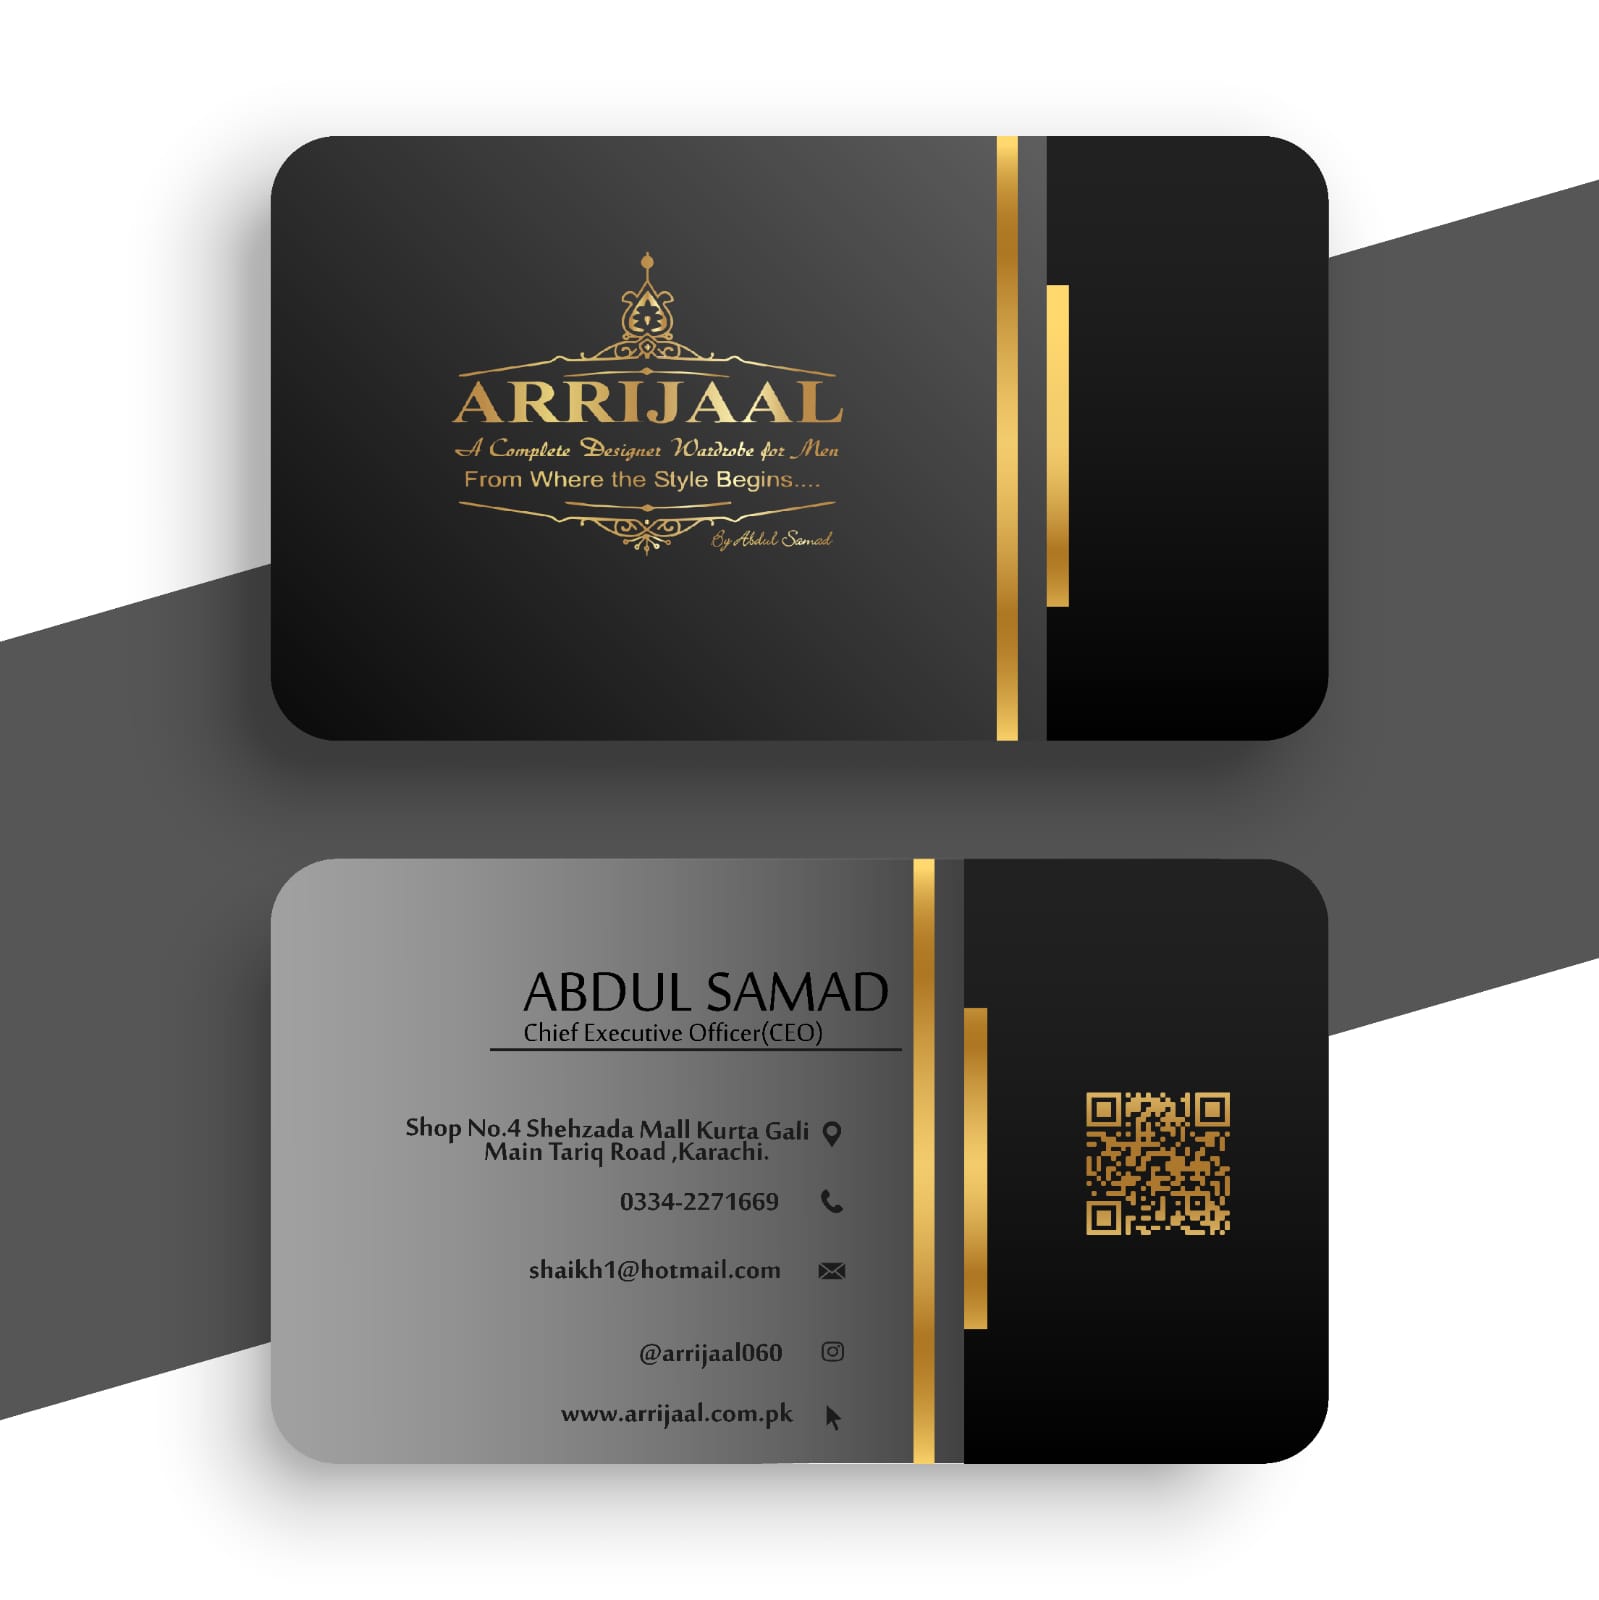 ARRIJAAL
A Complete Designer Wardrobe for Men
From Where the Style Begins....
By Abdul Samad
ABDUL SAMAD
Chief Executive Officer(CEO)
Shop No.4 Shehzada Mall Kurta Gali
Main Tariq Road ,Karachi.
0334-2271669
shaikh1@hotmail.com
@arrijaal060
www.arrijaal.com.pk